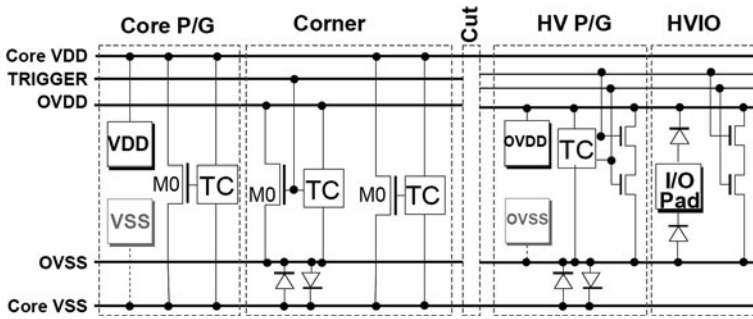 Core P/G
Corner
Cut
HV P/G
HVIO
Core VDD
TRIGGER
OVDD
VDD
M0
TC
VSS
M0
TC
M0
TC
OVDD
TC
OVSS
I/O
Pad
OVSS
Core VSS